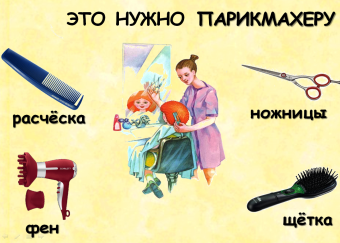 ЭТО НУЖНО ПАРИКМАХЕРУ
расчёска
ножницы
фен
щётка